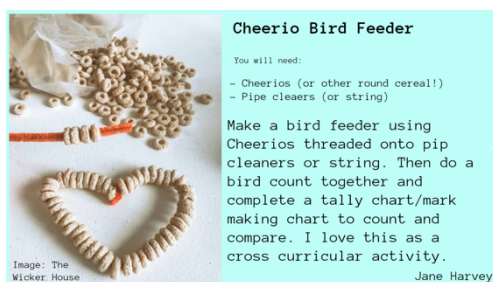 Cheerio Bird Feeder
You will need:
- Cheerios (or other round cereal!)
- Pipe cleaers (or string)
Make a bird feeder using
Cheerios threaded onto pip
cleaners or string. Then do a
bird count together and
complete a tally chart/mark
making chart to count and
compare. I love this as a
cross curricular activity.
Jane Harvey
Image: The
Wicker House